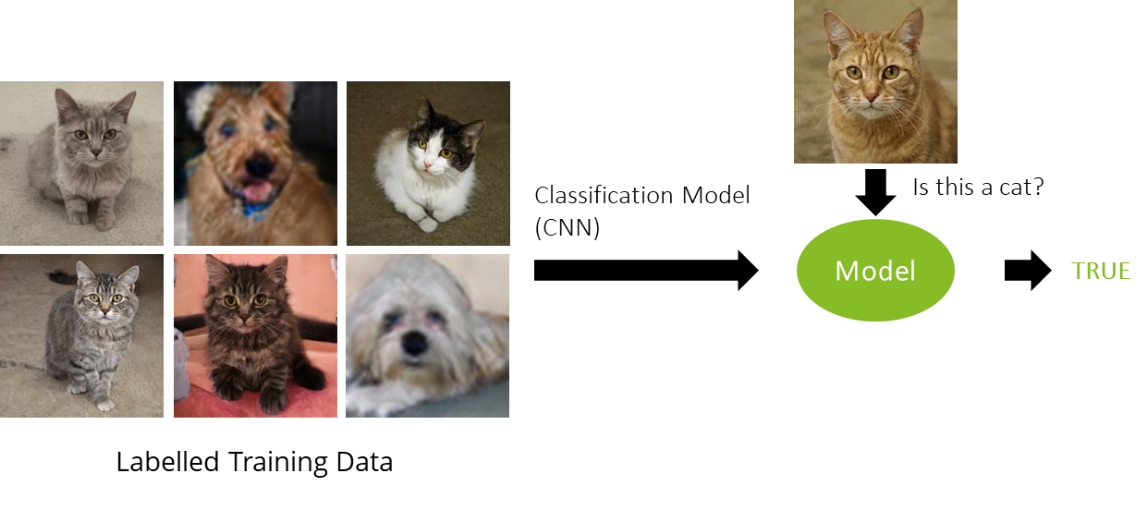 Classification Model
(CNN)
Is this a cat?
Model
TRUE
Labelled Training Data